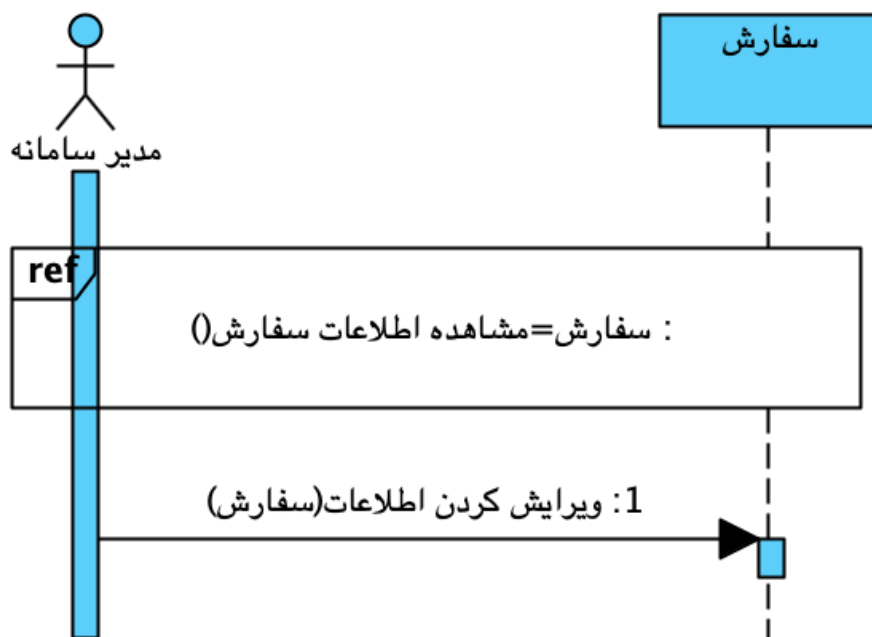 سفارش
مدیر سامانه
ref
: سفارش=مشاهده اطلاعات سفارش()
1: ویرایش کردن اطلاعات(سفارش)